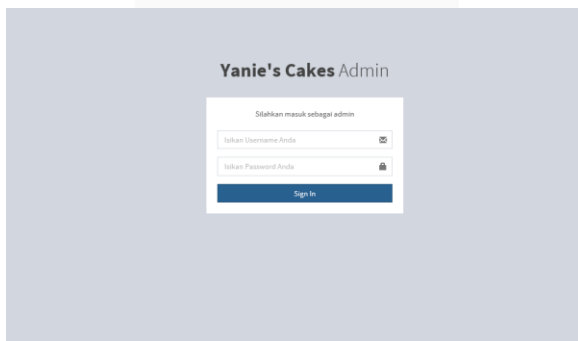 Yanie's Cakes Admin
Silahkan masuk sebagai admin
Isikan Username Anda
Isikan Password Anda
Sign In